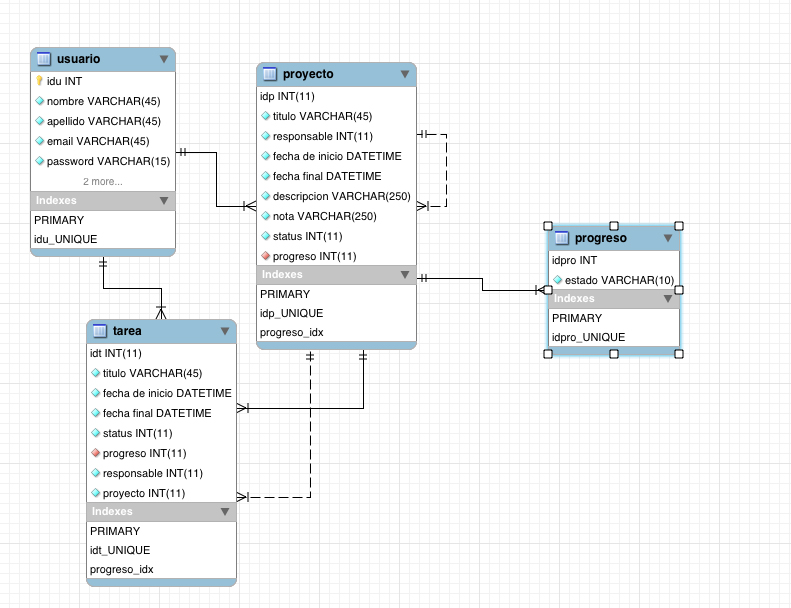 usuario
idu INT
nombre VARCHAR(45)
apellido VARCHAR(45)
email VARCHAR(45)
password VARCHAR(15)
2 more...
Indexes
PRIMARY
idu_UNIQUE
proyecto
idp INT(11)
titulo VARCHAR(45)
responsable INT(11)
fecha de inicio DATETIME
fecha final DATETIME
descripcion VARCHAR(250)
nota VARCHAR(250)
status INT(11)
progreso INT(11)
Indexes
PRIMARY
idp_UNIQUE
progreso_idx
progreso
idpro INT
estado VARCHAR(10)
Indexes
PRIMARY
idpro_UNIQUE
tarea
idt INT(11)
titulo VARCHAR(45)
fecha de inicio DATETIME
fecha final DATETIME
status INT(11)
progreso INT(11)
responsable INT(11)
proyecto INT(11)
Indexes
PRIMARY
idt_UNIQUE
progreso_idx